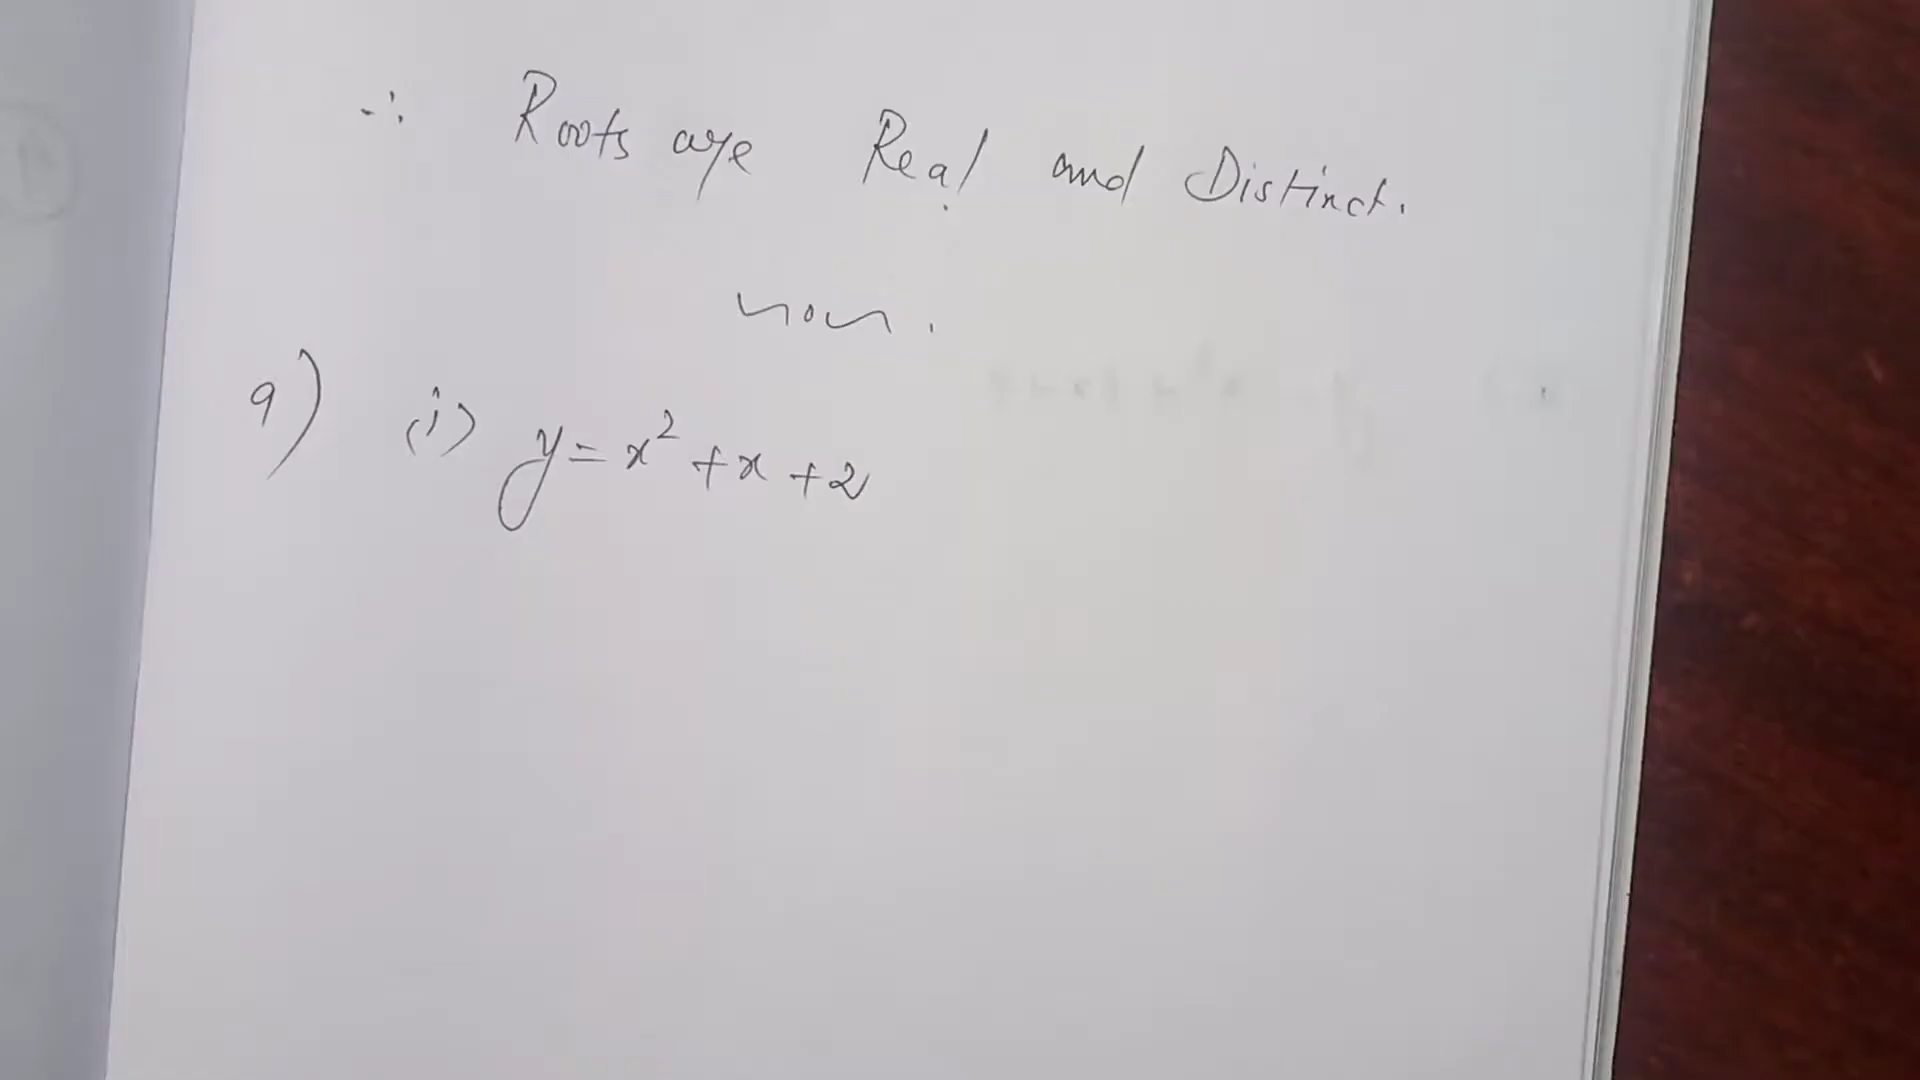 ∴ Roots are Real and Distinct.
9) (i) y = x² + x + 2